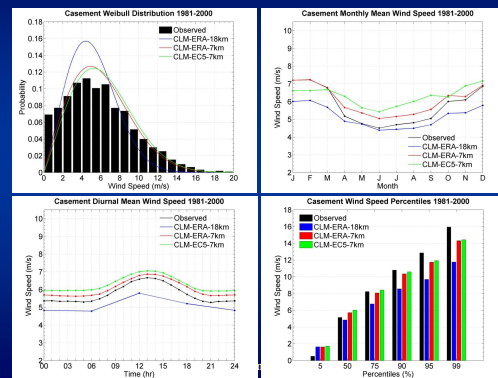 Casement Weibull Distribution 1981-2000
0.2
0.18
0.16
0.14
0.12
0.1
0.08
0.06
0.04
0.02
0
Probability
Observed
CLM-ERA-18km
CLM-ERA-7km
CLM-EC5-7km
0 2 4 6 8 10 12 14 16 18 20
Wind Speed (m/s)
Casement Monthly Mean Wind Speed 1981-2000
10
9
8
7
6
5
4
3
2
Wind Speed (m/s)
Observed
CLM-ERA-18km
CLM-ERA-7km
CLM-EC5-7km
J F M A M J J A S O N D
Month
Casement Diurnal Mean Wind Speed 1981-2000
10
9
8
7
6
5
4
3
2
Wind Speed (m/s)
Observed
CLM-ERA-18km
CLM-ERA-7km
CLM-EC5-7km
00 03 06 09 12 15 18 21 24
Time (hr)
Casement Wind Speed Percentiles 1981-2000
18
16
14
12
10
8
6
4
2
0
Wind Speed (m/s)
Observed
CLM-ERA-18km
CLM-ERA-7km
CLM-EC5-7km
5 50 75 90 95 99
Percentiles (%)